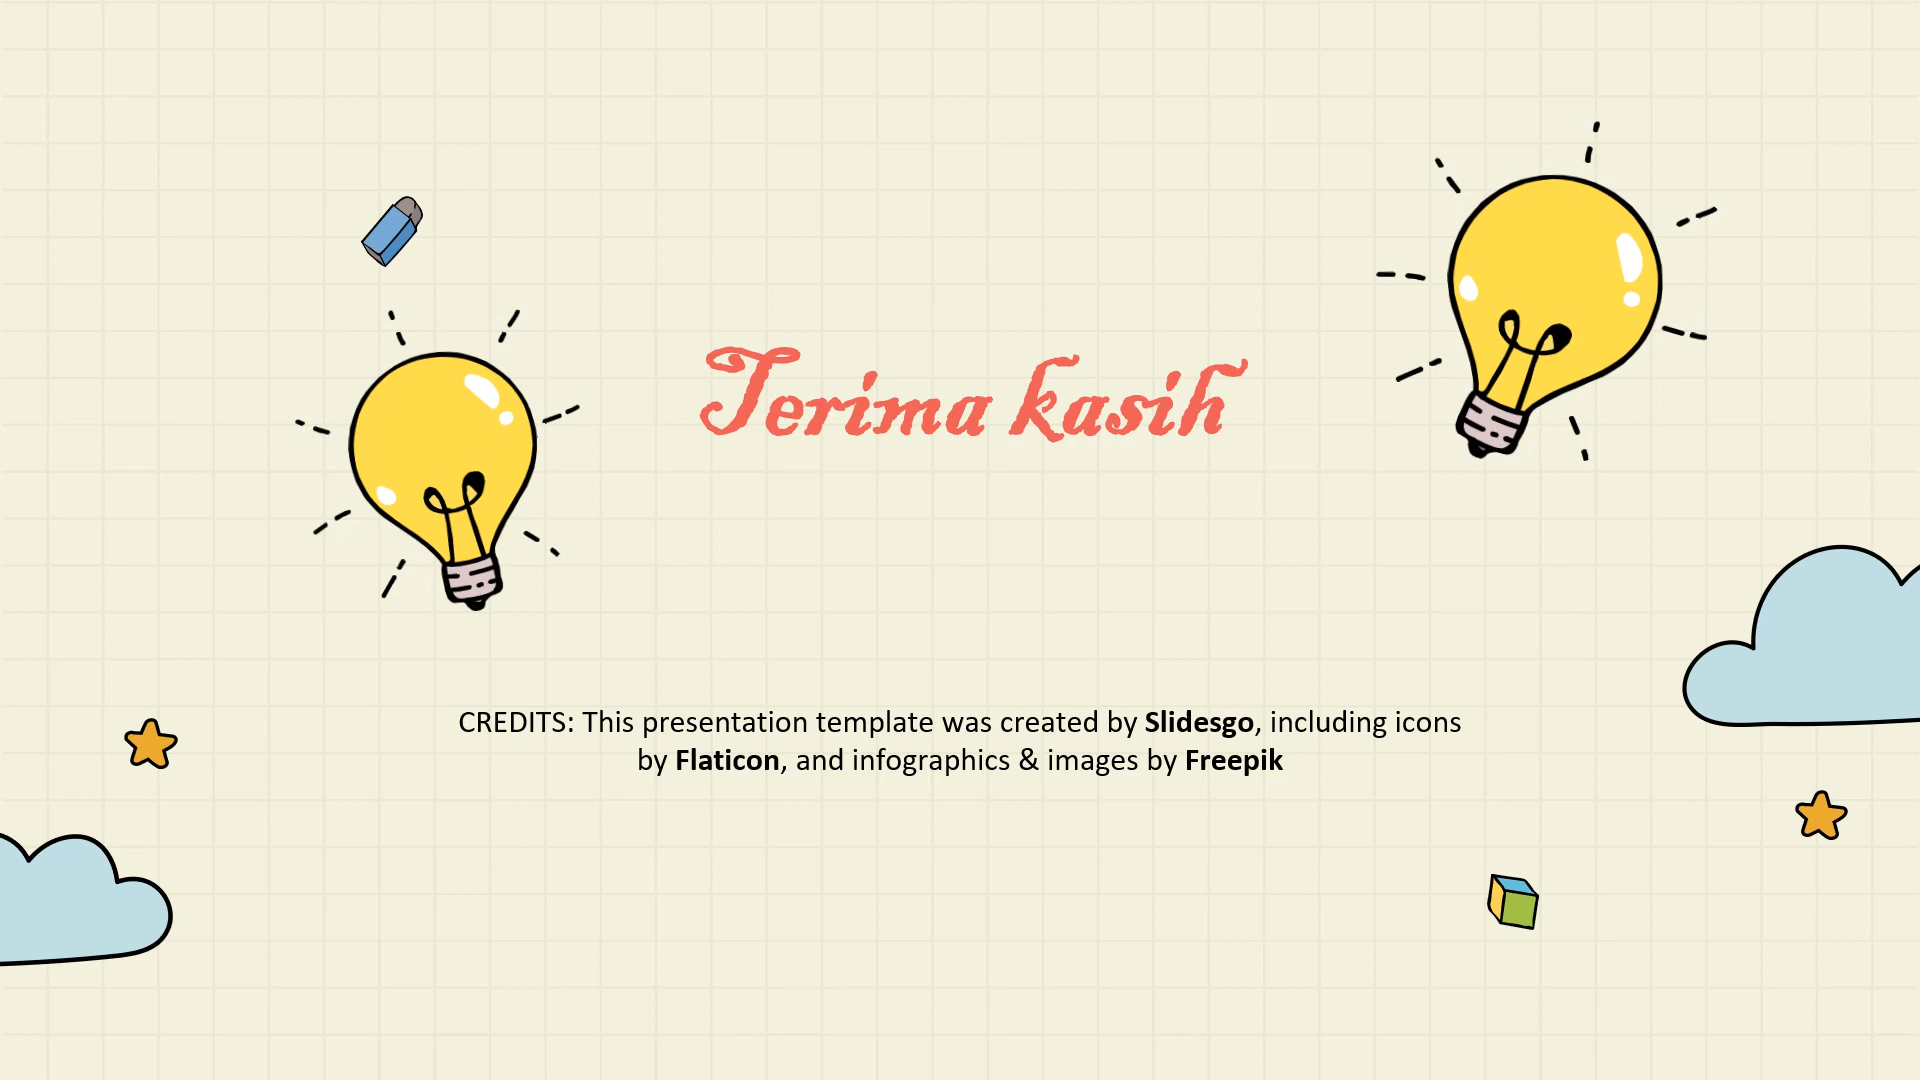 Terima kasih
CREDITS: This presentation template was created by Slidesgo, including icons
by Flaticon, and infographics & images by Freepik